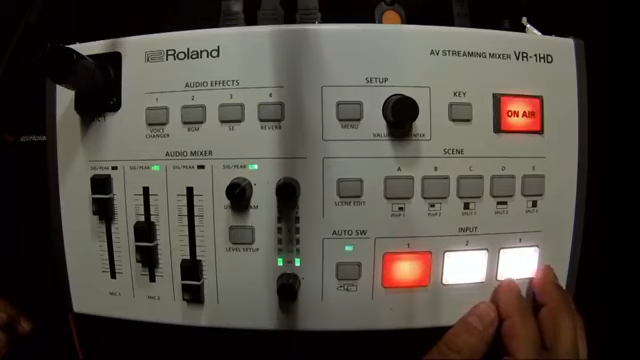 Roland
AV STREAMING MIXER VR-1HD
AUDIO EFFECTS
1 2 3 4
VOICE CHANGER
BGM
SE
REVERB
SETUP
MENU
KEY
ON AIR
AUDIO MIXER
SIG/PEAK SIG/PEAK SIG/PEAK SIG/PEAK
LEVEL SETUP
MIC 1
MIC 2
SCENE
A B C D E
SCENE EDIT
PinP 1 PinP 2 SPLIT 1 SPLIT 2 SPLIT 3
AUTO SW
INPUT
1 2 3